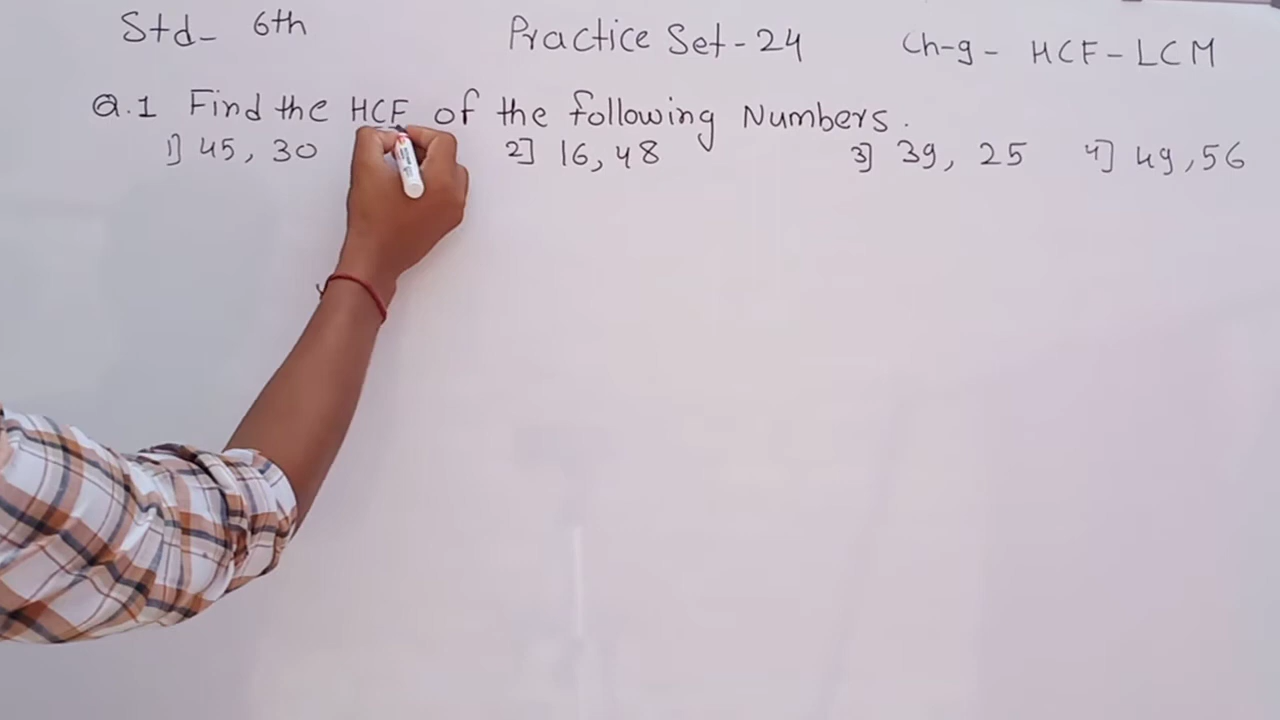 Std- 6th Practice Set-24 Ch-9- HCF-LCM
Q.1 Find the HCF of the following Numbers.
1] 45, 30 2] 16, 48 3] 39, 25 4] 49, 56